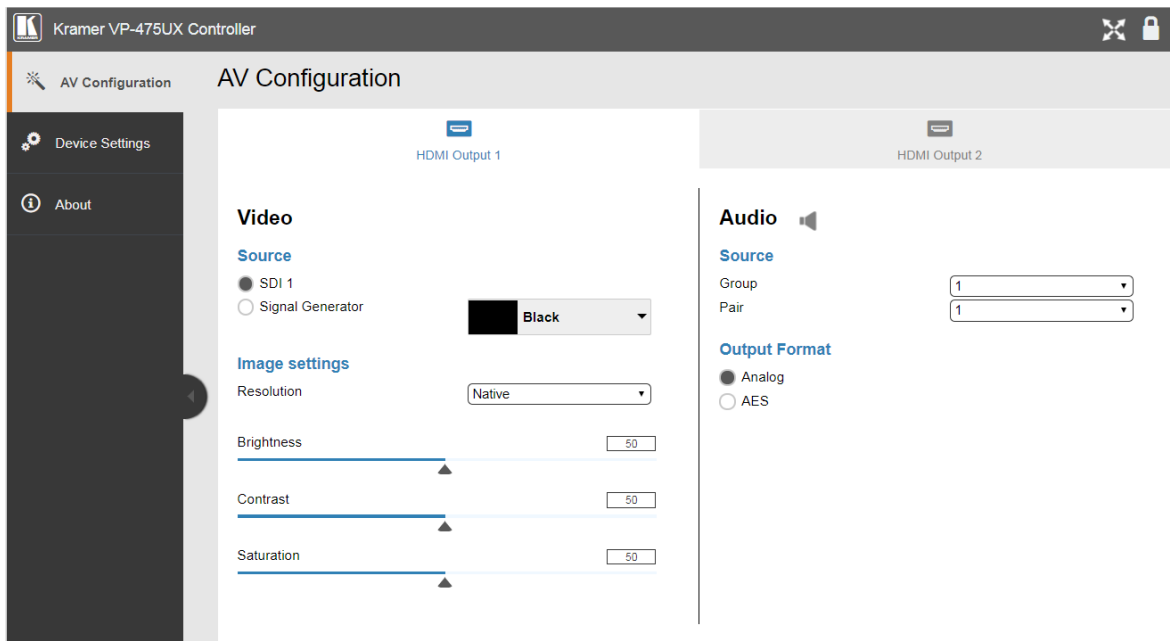 KRAMER
Kramer VP-475UX Controller
AV Configuration
Device Settings
About
AV Configuration
HDMI Output 1
HDMI Output 2
Video
Source
SDI 1
Signal Generator
Black
Image settings
Resolution
Native
Brightness
50
Contrast
50
Saturation
50
Audio
Source
Group
1
Pair
1
Output Format
Analog
AES